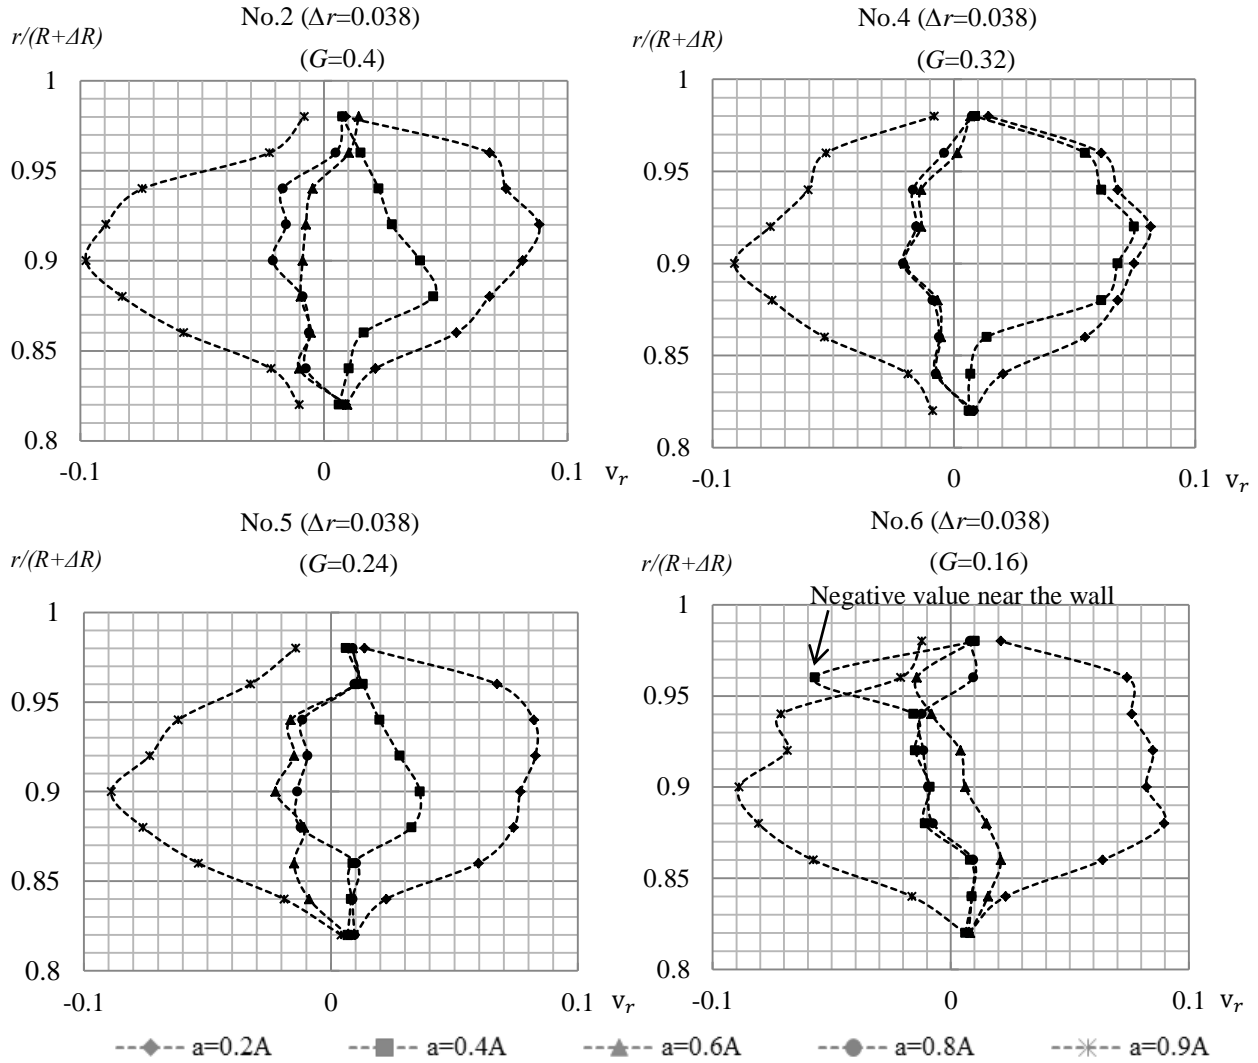 No.2 (Δr=0.038)
r/(R+ΔR)
(G=0.4)
1
0.95
0.9
0.85
0.8
-0.1 0 0.1 vᵣ
No.4 (Δr=0.038)
r/(R+ΔR)
(G=0.32)
1
0.95
0.9
0.85
0.8
-0.1 0 0.1 vᵣ
No.5 (Δr=0.038)
r/(R+ΔR)
(G=0.24)
1
0.95
0.9
0.85
0.8
-0.1 0 0.1 vᵣ
No.6 (Δr=0.038)
r/(R+ΔR)
(G=0.16)
Negative value near the wall
1
0.95
0.9
0.85
0.8
-0.1 0 0.1 vᵣ
a=0.2A a=0.4A a=0.6A a=0.8A a=0.9A